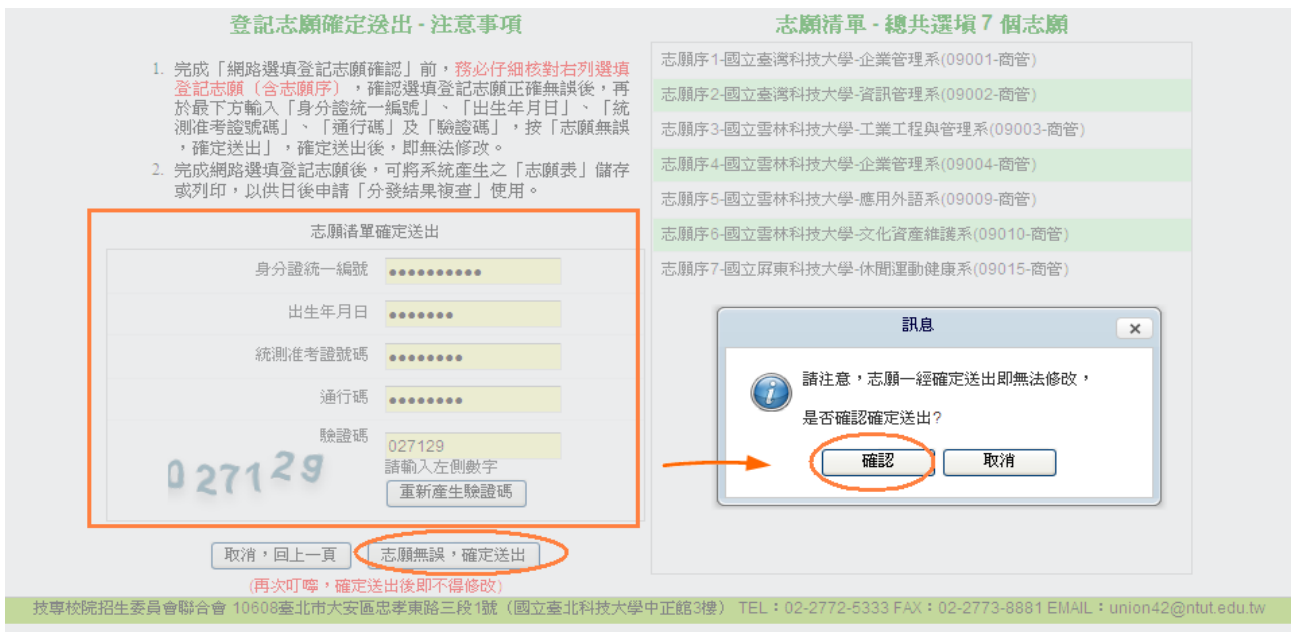 登記志願確定送出 - 注意事項
1. 完成「網路選填登記志願確認」前，務必仔細核對右列選填
登記志願（含志願序），確認選填登記志願正確無誤後，再
於最下方輸入「身分證統一編號」、「出生年月日」、「統
測准考證號碼」、「通行碼」及「驗證碼」，按「志願無誤
，確定送出」，確定送出後，即無法修改。
2. 完成網路選填登記志願後，可將系統產生之「志願表」儲存
或列印，以供日後申請「分發結果複查」使用。
志願清單確定送出
身分證統一編號 ●●●●●●●●●●
出生年月日 ●●●●●●●
統測准考證號碼 ●●●●●●●●
通行碼 ●●●●●●●●
驗證碼 027129
027129
請輸入左側數字
重新產生驗證碼
取消，回上一頁 志願無誤，確定送出
(再次叮嚀，確定送出後即不得修改)
志願清單 - 總共選填 7 個志願
志願序1-國立臺灣科技大學-企業管理系(09001-商管)
志願序2-國立臺灣科技大學-資訊管理系(09002-商管)
志願序3-國立雲林科技大學-工業工程與管理系(09003-商管)
志願序4-國立雲林科技大學-企業管理系(09004-商管)
志願序5-國立雲林科技大學-應用外語系(09009-商管)
志願序6-國立雲林科技大學-文化資產維護系(09010-商管)
志願序7-國立屏東科技大學-休閒運動健康系(09015-商管)
訊息
請注意，志願一經確定送出即無法修改，
是否確認確定送出?
確認 取消
技專校院招生委員會聯合會 10608臺北市大安區忠孝東路三段1號（國立臺北科技大學中正館3樓） TEL：02-2772-5333 FAX：02-2773-8881 EMAIL：union42@ntut.edu.tw